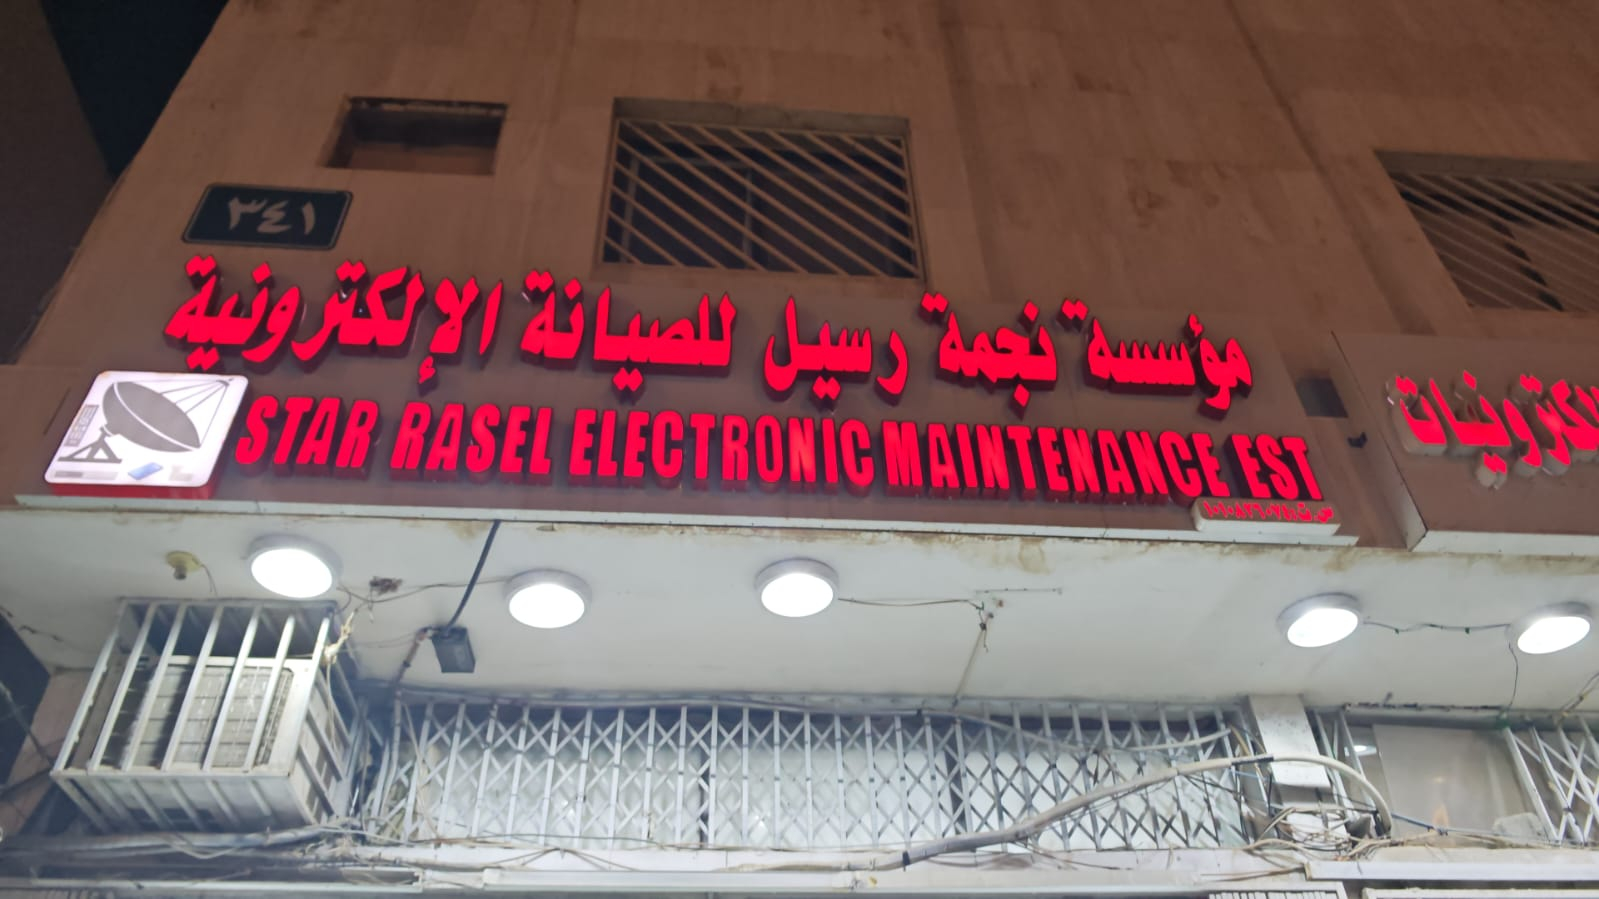 ٣٤١
مؤسسة نجمة رسيل للصيانة الإلكترونية
STAR RASEL ELECTRONIC MAINTENANCE EST
س.ت